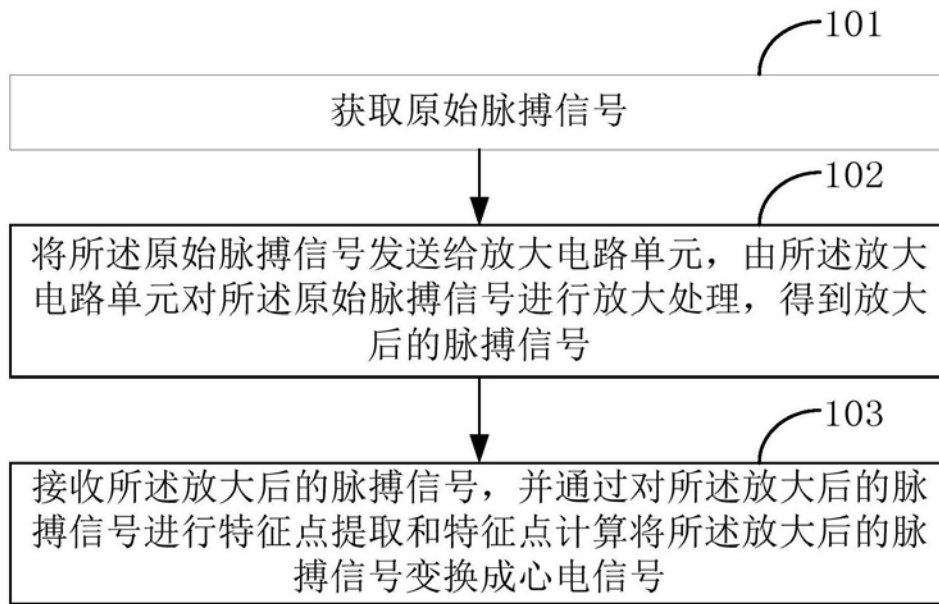 101
获取原始脉搏信号
102
将所述原始脉搏信号发送给放大电路单元，由所述放大
电路单元对所述原始脉搏信号进行放大处理，得到放大
后的脉搏信号
103
接收所述放大后的脉搏信号，并通过对所述放大后的脉
搏信号进行特征点提取和特征点计算将所述放大后的脉
搏信号变换成心电信号